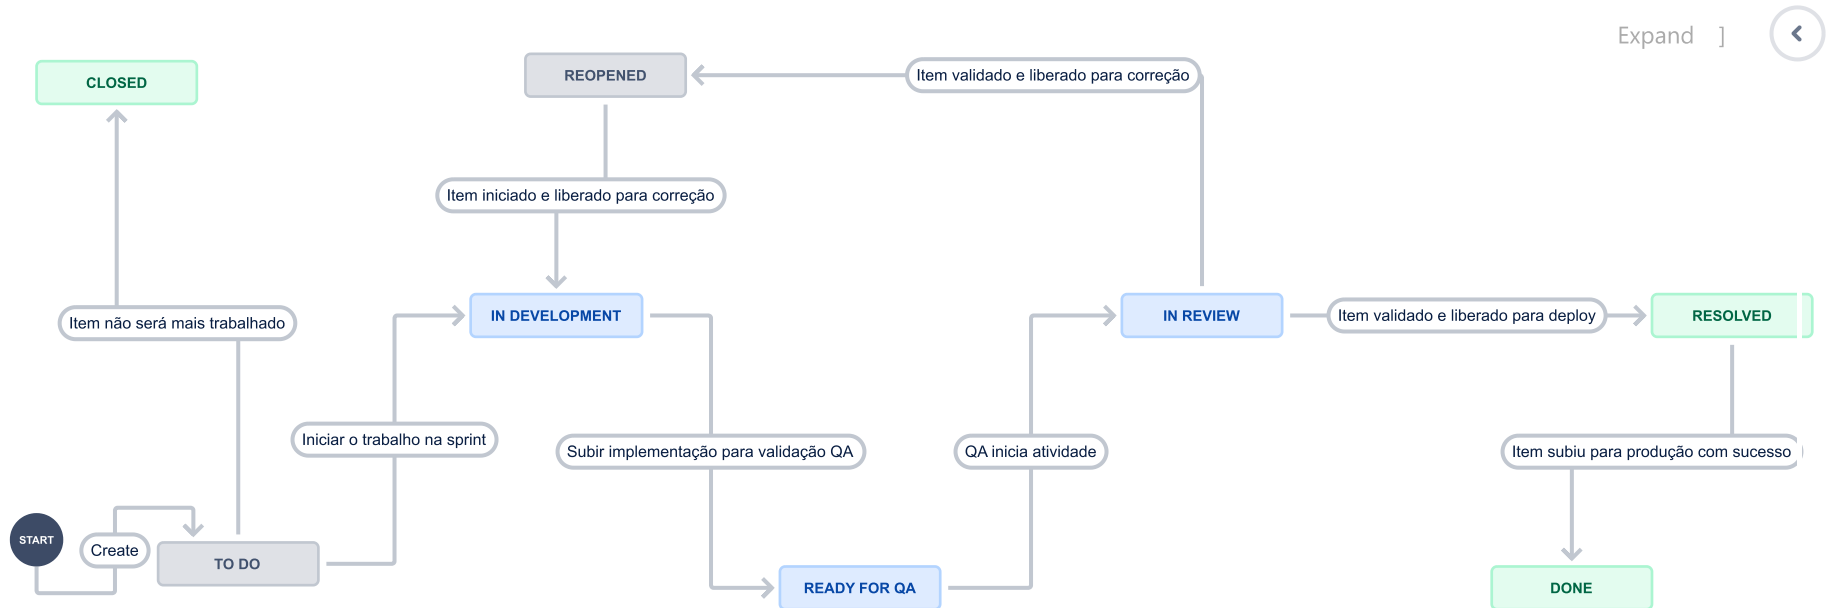 Expand ]
CLOSED
REOPENED
Item validado e liberado para correção
Item iniciado e liberado para correção
Item não será mais trabalhado
IN DEVELOPMENT
IN REVIEW
Item validado e liberado para deploy
RESOLVED
Iniciar o trabalho na sprint
Subir implementação para validação QA
QA inicia atividade
Item subiu para produção com sucesso
START
Create
TO DO
READY FOR QA
DONE